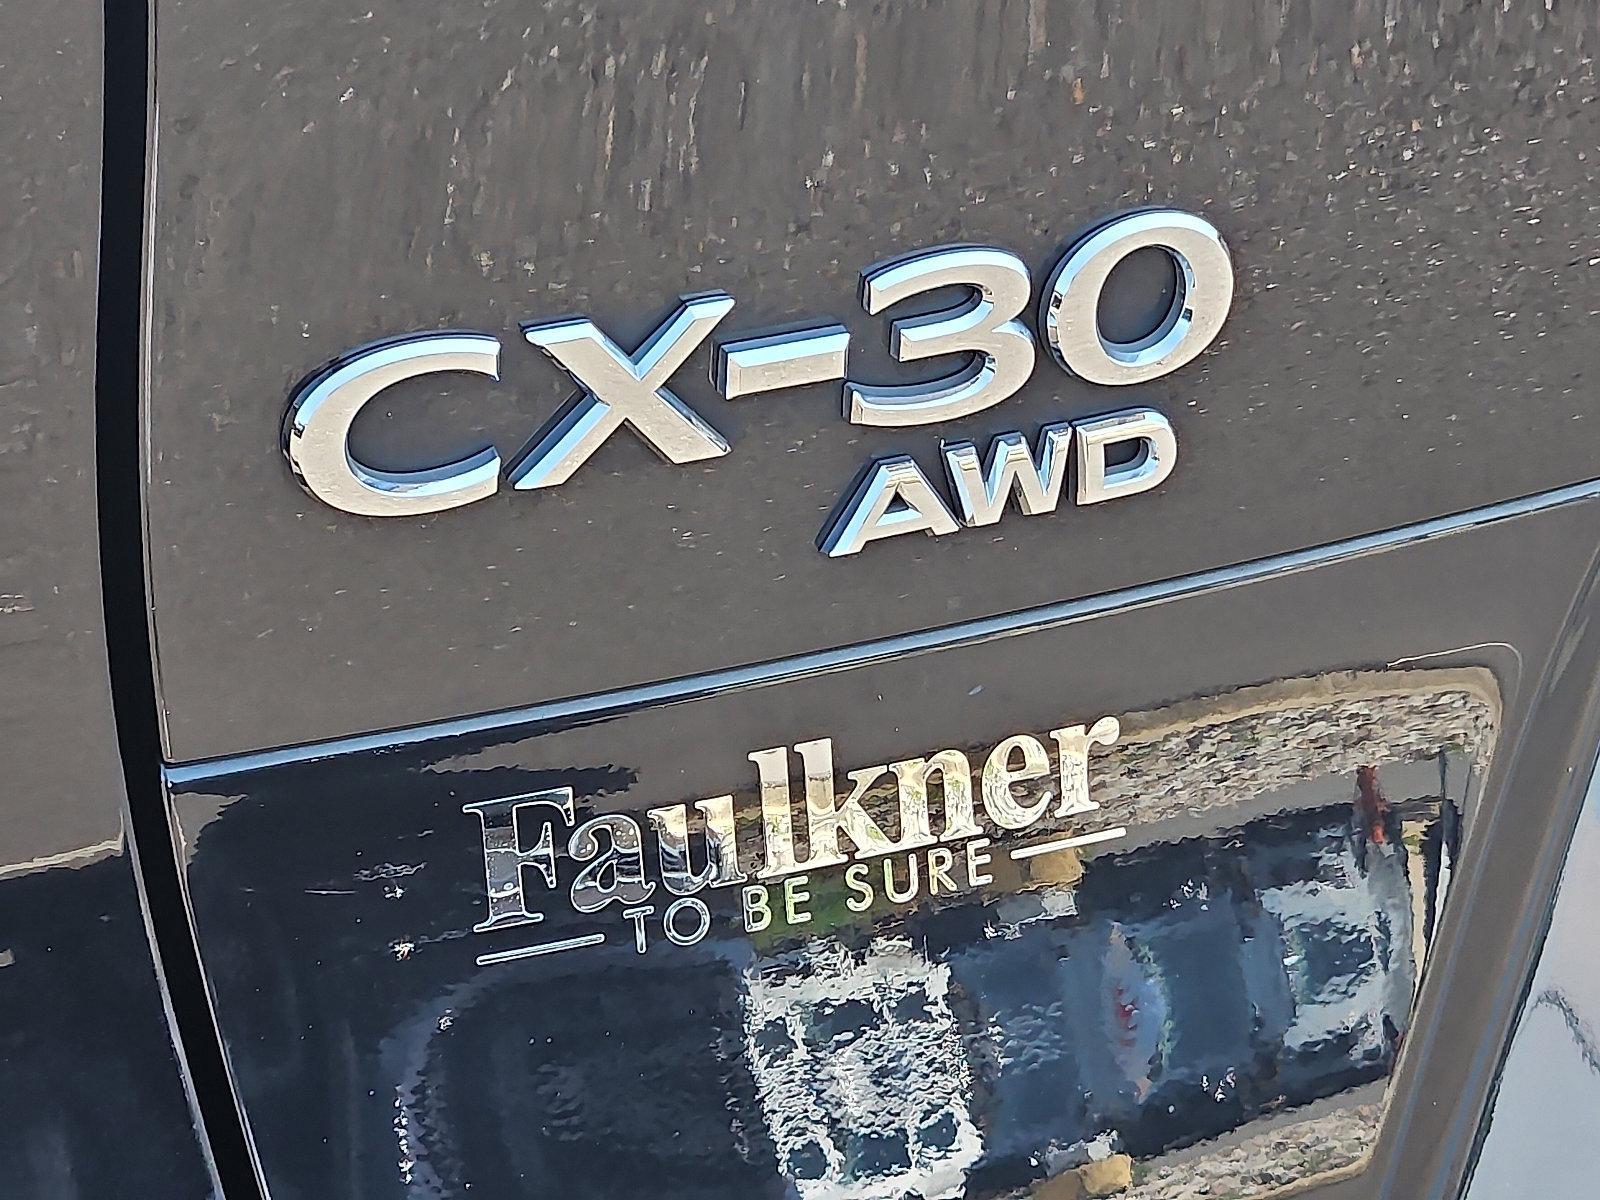 CX-30
AWD
Faulkner
TO BE SURE